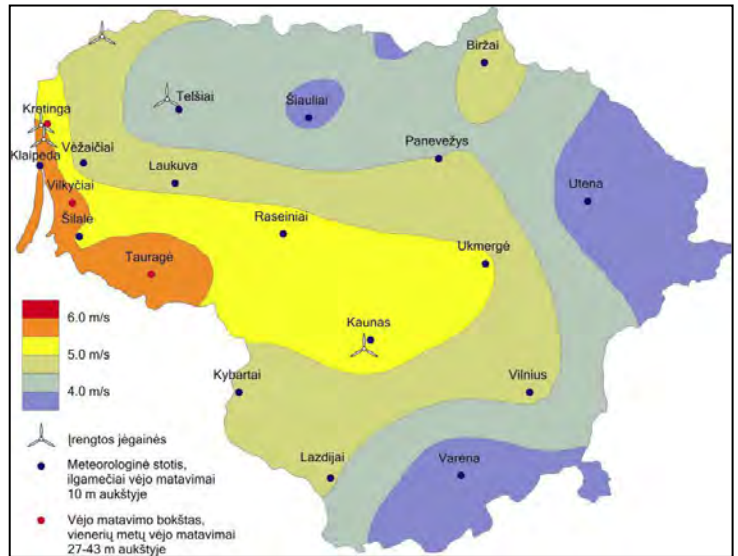 Biržai
Telšiai
Šiauliai
Kretinga
Panevėžys
Vėžaičiai
Klaipėda
Laukuva
Vilkyčiai
Utena
Šilalė
Raseiniai
Ukmergė
Tauragė
6.0 m/s
Kaunas
5.0 m/s
Kybartai
Vilnius
4.0 m/s
Įrengtos jėgainės
Meteorologinė stotis,
ilgamečiai vėjo matavimai
10 m aukštyje
Lazdijai
Varėna
Vėjo matavimo bokštas,
vienerių metų vėjo matavimai
27-43 m aukštyje